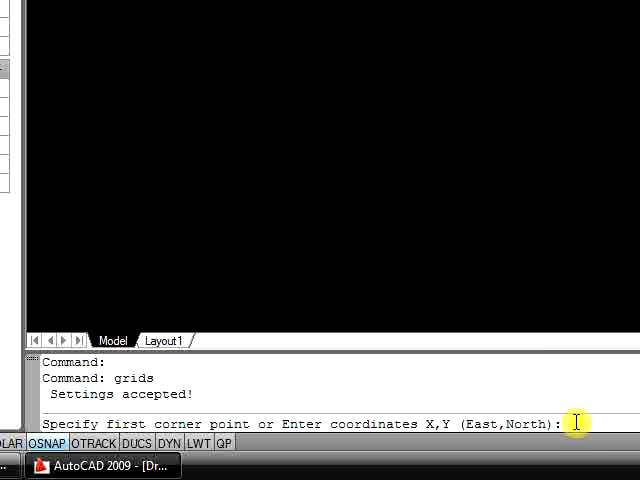 Model Layout1
Command:
Command: grids
Settings accepted!
Specify first corner point or Enter coordinates X,Y (East,North):
OLAR OSNAP OTRACK DUCS DYN LWT QP
... AutoCAD 2009 - [Dr...